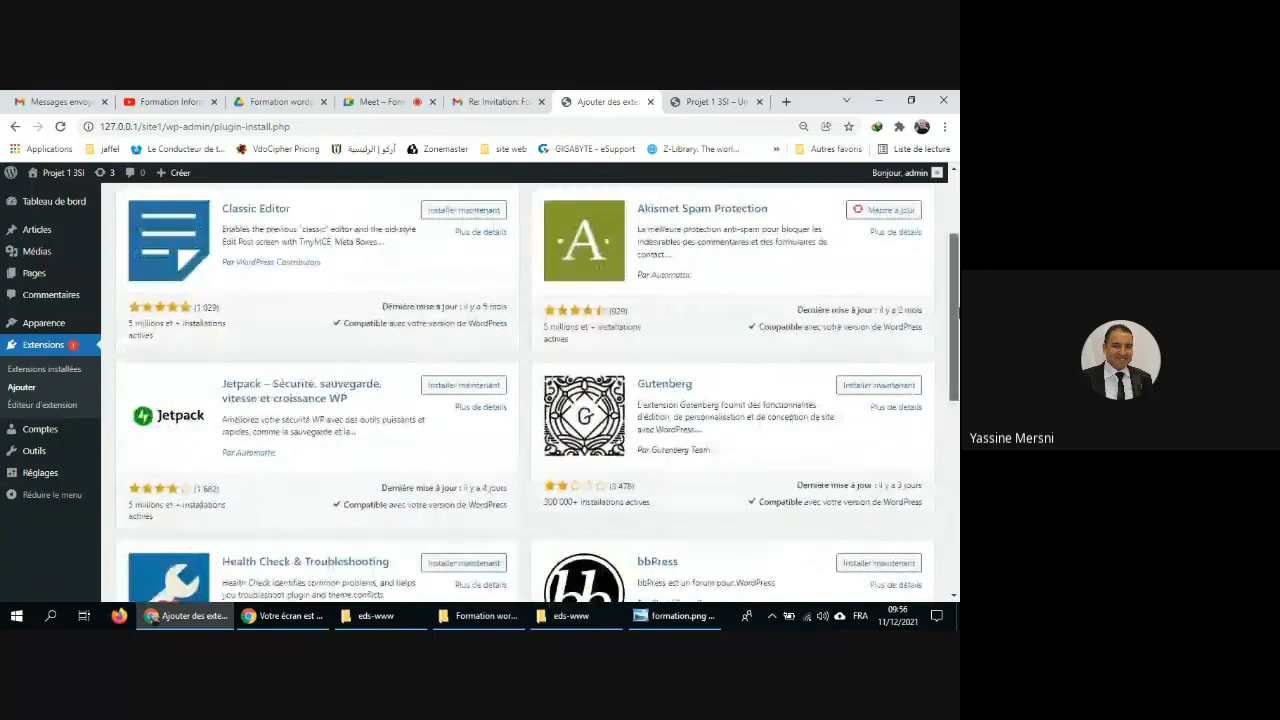 Messages envoy
Formation Inform
Formation wordp
Meet – Form
Re: Invitation: Fo
Ajouter des exte
Projet 1 3SI – Un
127.0.0.1/site1/wp-admin/plugin-install.php
Applications
jaffel
Le Conducteur de t...
VdoCipher Pricing
أركو | الرئيسية
Zonemaster
site web
GIGABYTE - eSupport
Z-Library. The worl...
»
Autres favoris
Liste de lecture
Projet 1 3SI
3
0
Créer
Bonjour, admin
Tableau de bord
Articles
Médias
Pages
Commentaires
Apparence
Extensions 1
Extensions installées
Ajouter
Éditeur d'extension
Comptes
Outils
Réglages
Réduire le menu
Classic Editor
Installer maintenant
Plus de détails
Enables the previous "classic" editor and the old-style
Edit Post screen with TinyMCE, Meta Boxes,...
Par WordPress Contributors
(1 029)
5 millions et + installations
actives
Dernière mise à jour : il y a 5 mois
Compatible avec votre version de WordPress
Akismet Spam Protection
Mettre à jour
Plus de détails
La meilleure protection anti-spam pour bloquer les
indésirables des commentaires et des formulaires de
contact....
Par Automattic
(929)
5 millions et + installations
actives
Dernière mise à jour : il y a 2 mois
Compatible avec votre version de WordPress
Jetpack
Jetpack – Sécurité, sauvegarde,
vitesse et croissance WP
Installer maintenant
Plus de détails
Améliorez votre sécurité WP avec des outils puissants et
rapides, comme la sauvegarde et la...
Par Automattic
(1 682)
5 millions et + installations
actives
Dernière mise à jour : il y a 4 jours
Compatible avec votre version de WordPress
G
Gutenberg
Installer maintenant
Plus de détails
L'extension Gutenberg fournit des fonctionnalités
d'édition, de personnalisation et de conception de site
avec WordPress....
Par Gutenberg Team
(3 478)
300 000+ installations actives
Dernière mise à jour : il y a 3 jours
Compatible avec votre version de WordPress
Health Check & Troubleshooting
Installer maintenant
Plus de détails
Health Check identifies common problems, and helps
you troubleshoot plugin and theme conflicts
bb
bbPress
Installer maintenant
Plus de détails
bbPress est un forum pour WordPress
Yassine Mersni
Ajouter des exte...
Votre écran est ...
eds-www
Formation wor...
eds-www
formation.png ...
FRA
09:56
11/12/2021